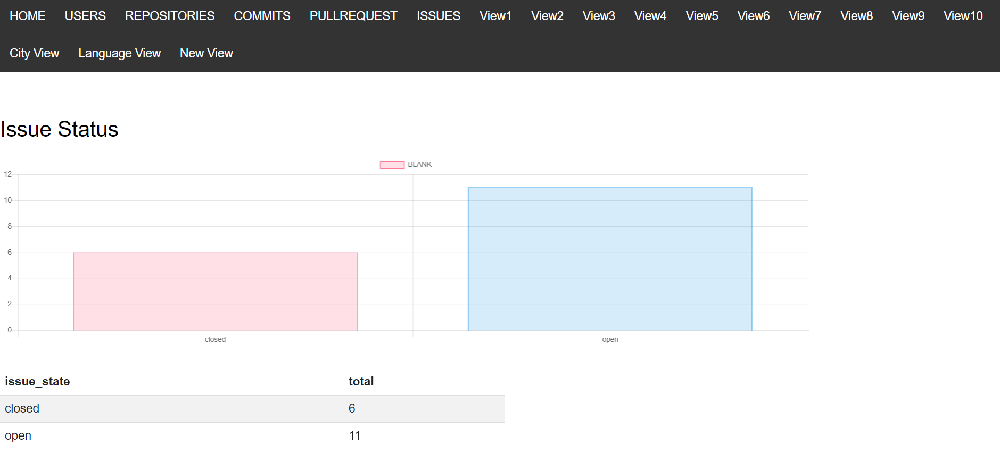 HOME USERS REPOSITORIES COMMITS PULLREQUEST ISSUES View1 View2 View3 View4 View5 View6 View7 View8 View9 View10
City View Language View New View
Issue Status
BLANK
12
10
8
6
4
2
0
closed open
issue_state total
closed 6
open 11